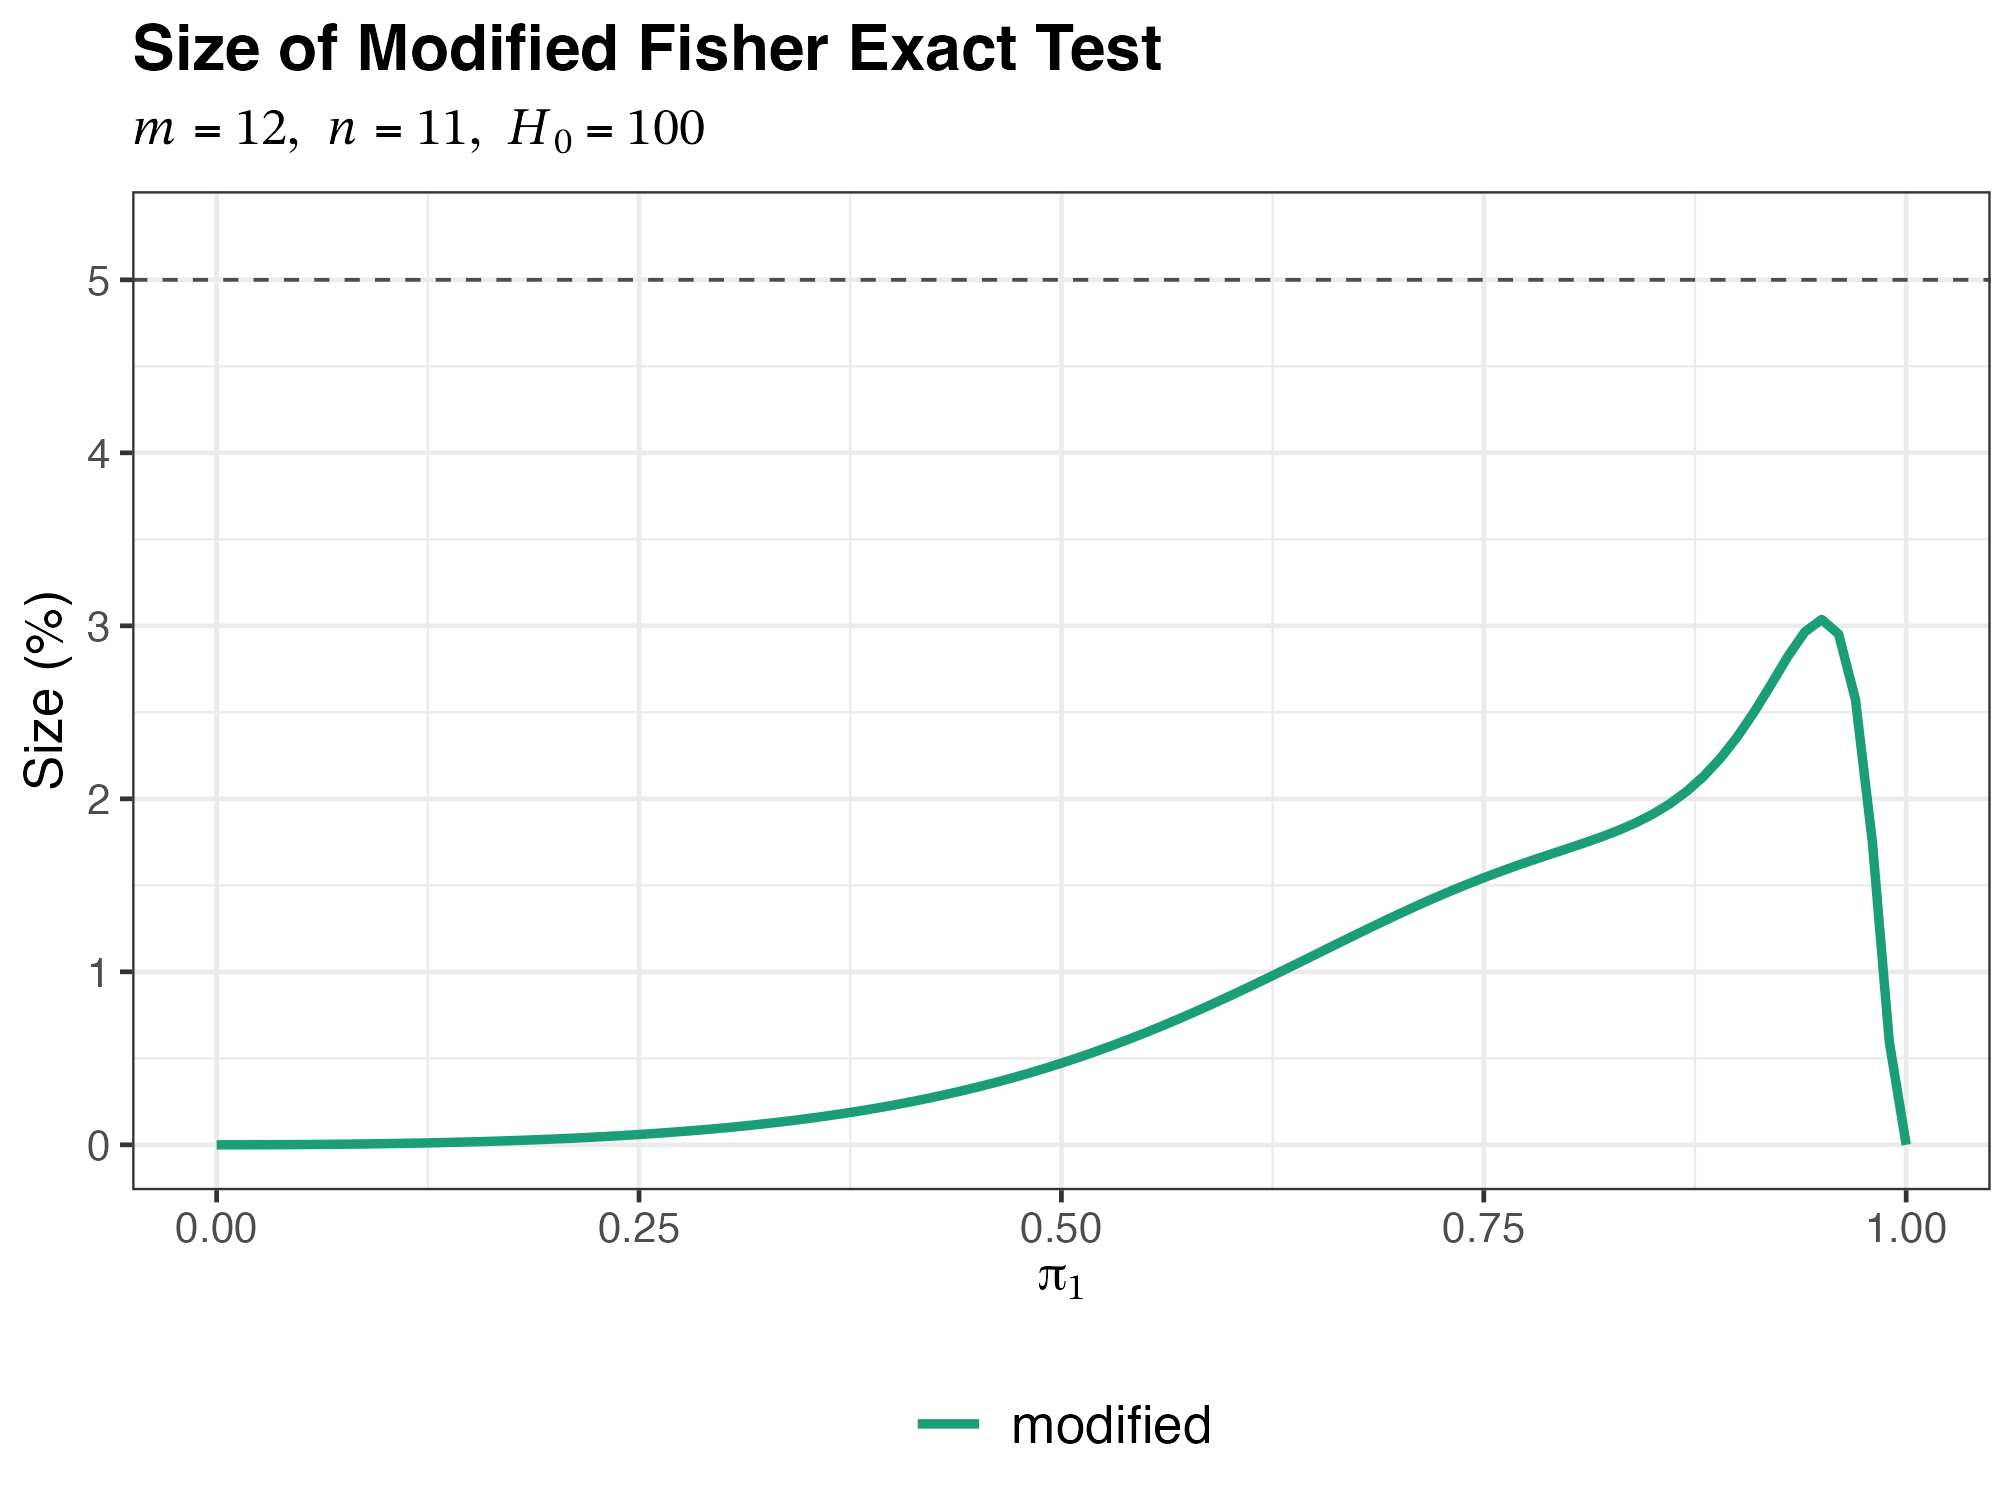 Size of Modified Fisher Exact Test
m = 12, n = 11, H₀ = 100
Size (%)
5
4
3
2
1
0
0.00 0.25 0.50 0.75 1.00
π₁
modified